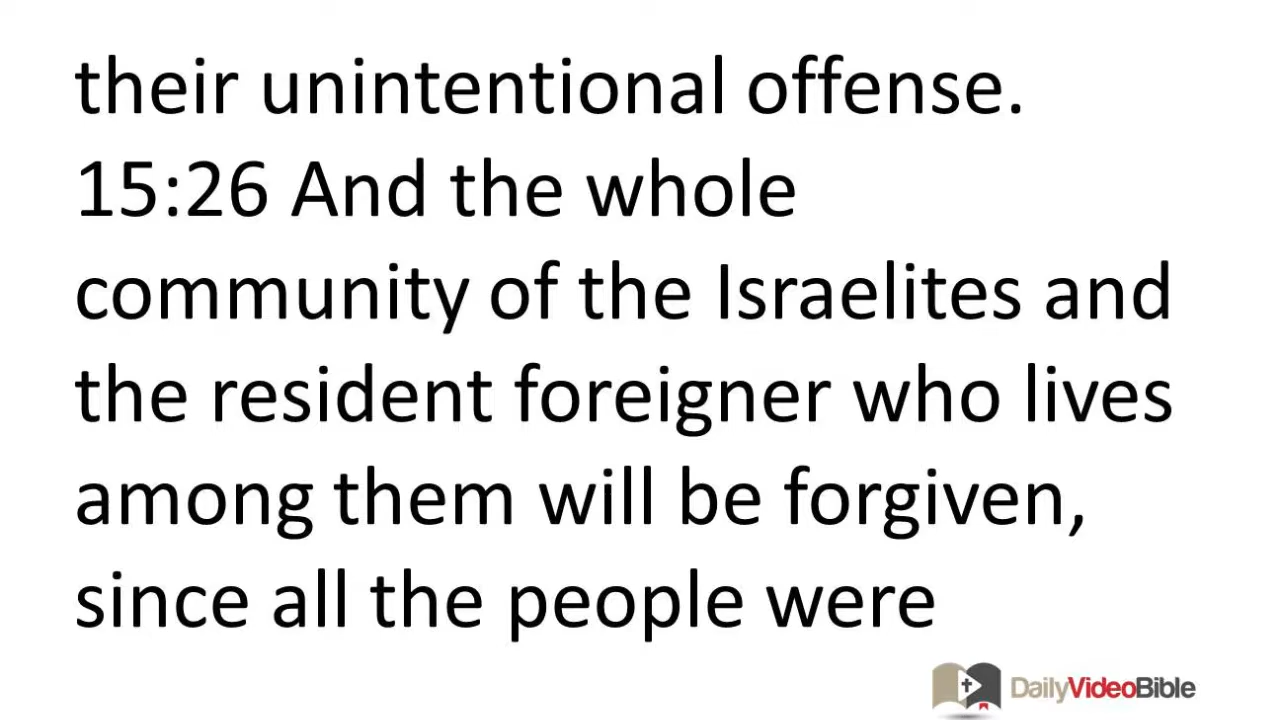 their unintentional offense.
15:26 And the whole
community of the Israelites and
the resident foreigner who lives
among them will be forgiven,
since all the people were
DailyVideoBible